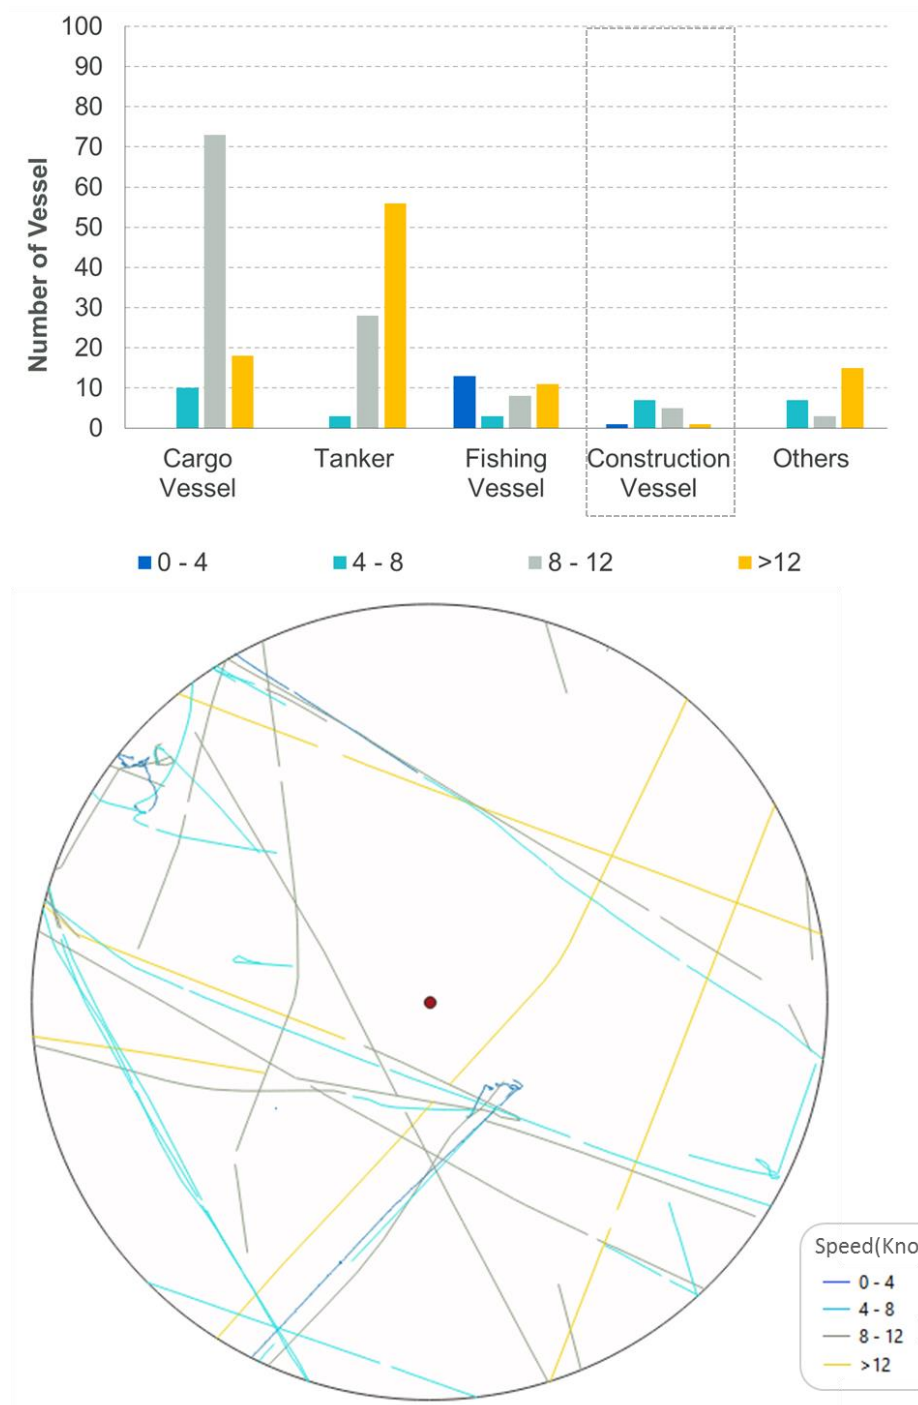 100
90
80
70
60
50
40
30
20
10
0
Number of Vessel
Cargo Vessel
Tanker
Fishing Vessel
Construction Vessel
Others
0 - 4
4 - 8
8 - 12
>12
Speed(Kno
0 - 4
4 - 8
8 - 12
>12